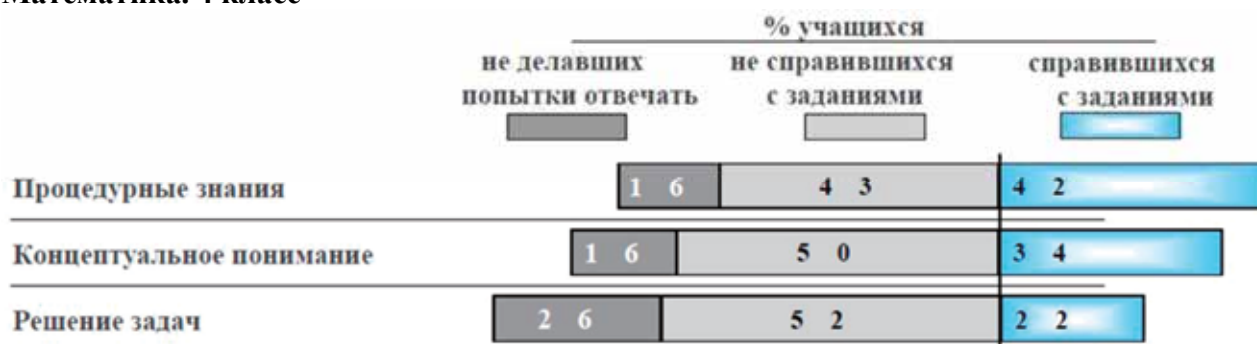 Математика. 4 класс
% учащихся
не делавших не справившихся справившихся
попытки отвечать с заданиями с заданиями
Процедурные знания 1 6 4 3 4 2
Концептуальное понимание 1 6 5 0 3 4
Решение задач 2 6 5 2 2 2